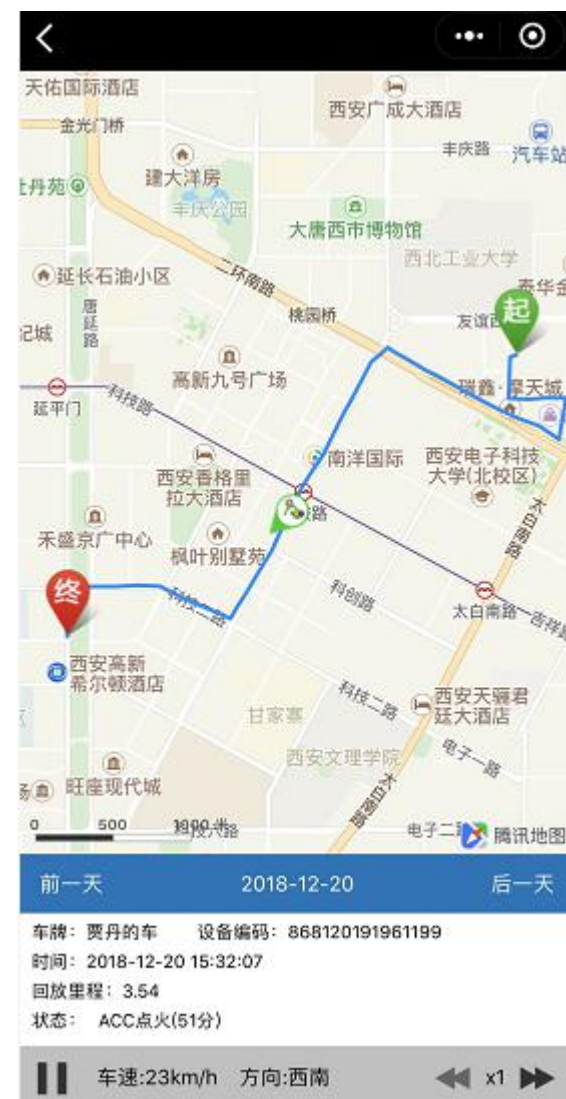 天佑国际酒店
西安广成大酒店
金光门桥
丰庆路
汽车站
建大洋房
牡丹苑
丰庆公园
大唐西市博物馆
西北工业大学
延长石油小区
二环南路
唐延路
桃园桥
友谊西
起
高新九号广场
瑞鑫·摩天城
延平门
科技路
南洋国际
西安电子科技
大学(北校区)
西安香格里
拉大酒店
禾盛京广中心
枫叶别墅苑
太白南路
终
科技二路
科创路
太白南路
吉祥路
西安高新
希尔顿酒店
科技二路
西安天骊君
廷大酒店
甘家寨
西安文理学院
电子一路
旺座现代城
太白南路
0 500 1000 米
电子二
腾讯地图
前一天 2018-12-20 后一天
车牌: 贾丹的车 设备编码: 868120191961199
时间: 2018-12-20 15:32:07
回放里程: 3.54
状态: ACC点火(51分)
车速:23km/h 方向:西南 x1